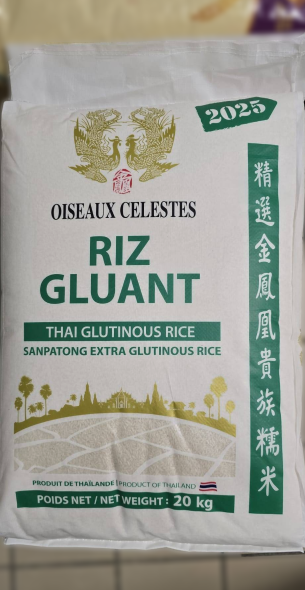 2025
OISEAUX CELESTES
RIZ
GLUANT
THAI GLUTINOUS RICE
SANPATONG EXTRA GLUTINOUS RICE
精選金鳳凰貴族糯米
PRODUIT DE THAÏLANDE | PRODUCT OF THAILAND
POIDS NET / NET WEIGHT : 20 kg